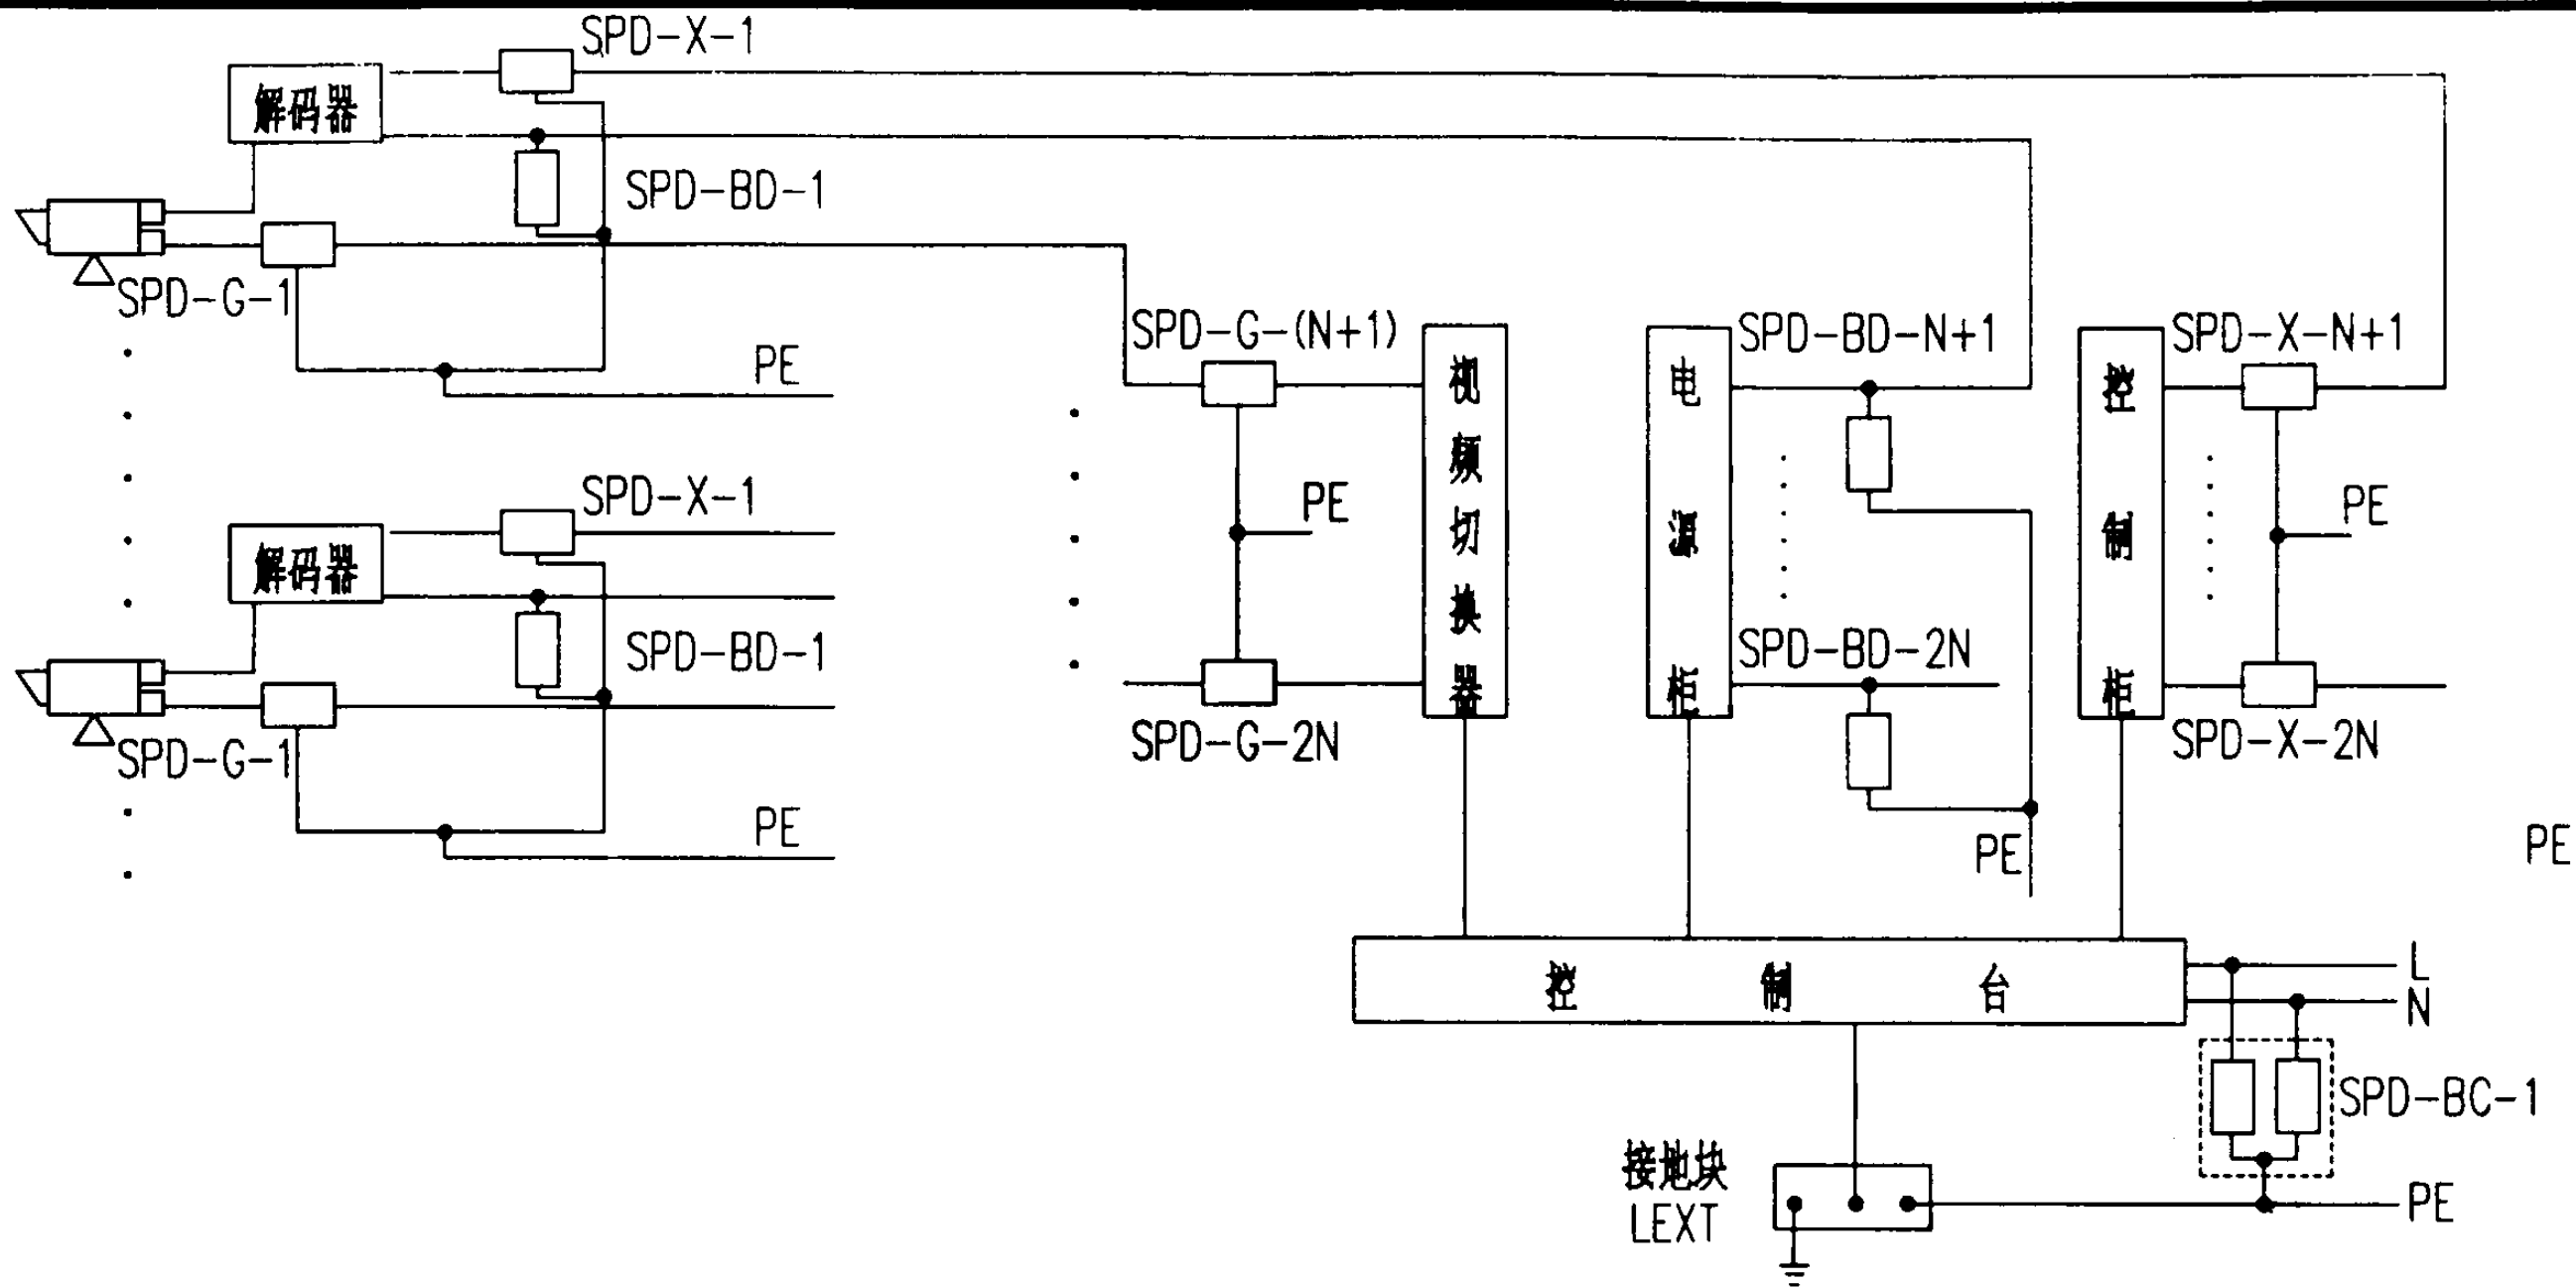 SPD-X-1
解码器
SPD-BD-1
SPD-G-1
PE
SPD-X-1
解码器
SPD-BD-1
SPD-G-1
PE
SPD-G-(N+1)
PE
SPD-G-2N
视频切换器
电源柜
SPD-BD-N+1
SPD-BD-2N
PE
控制柜
SPD-X-N+1
PE
SPD-X-2N
PE
控制台
L
N
SPD-BC-1
接地块
LEXT
PE